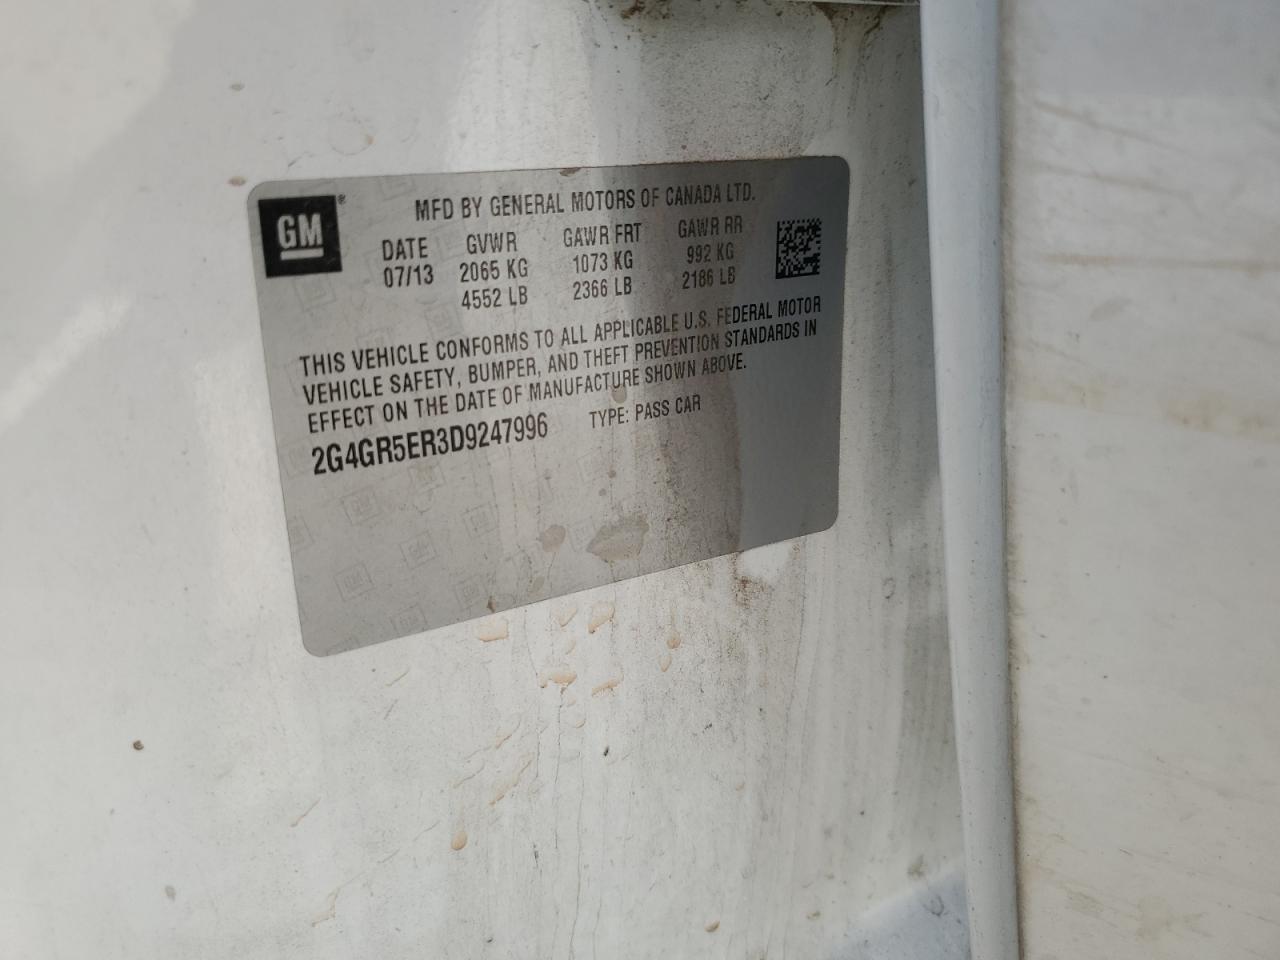 GM®
MFD BY GENERAL MOTORS OF CANADA LTD.
DATE GVWR GAWR FRT GAWR RR
07/13 2065 KG 1073 KG 992 KG
4552 LB 2366 LB 2186 LB
THIS VEHICLE CONFORMS TO ALL APPLICABLE U.S. FEDERAL MOTOR
VEHICLE SAFETY, BUMPER, AND THEFT PREVENTION STANDARDS IN
EFFECT ON THE DATE OF MANUFACTURE SHOWN ABOVE.
2G4GR5ER3D9247996 TYPE: PASS CAR